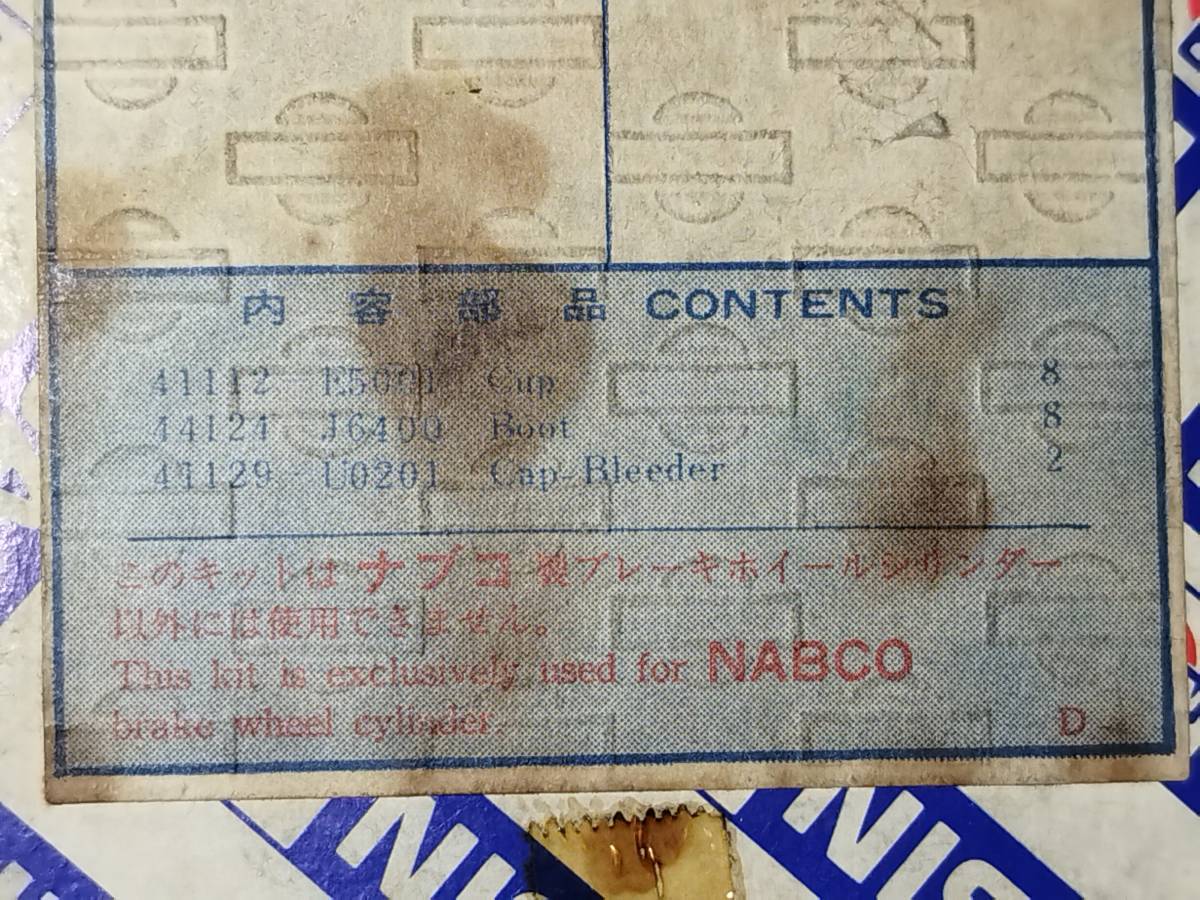 内容部品 CONTENTS
Cup 8
J6400 Boot 8
41129-U0201 Cap-Bleeder 2
このキットはナブコ製ブレーキホイールシリンダー
以外には使用できません。
This kit is exclusively used for NABCO
brake wheel cylinder.
D
NIS
NIS